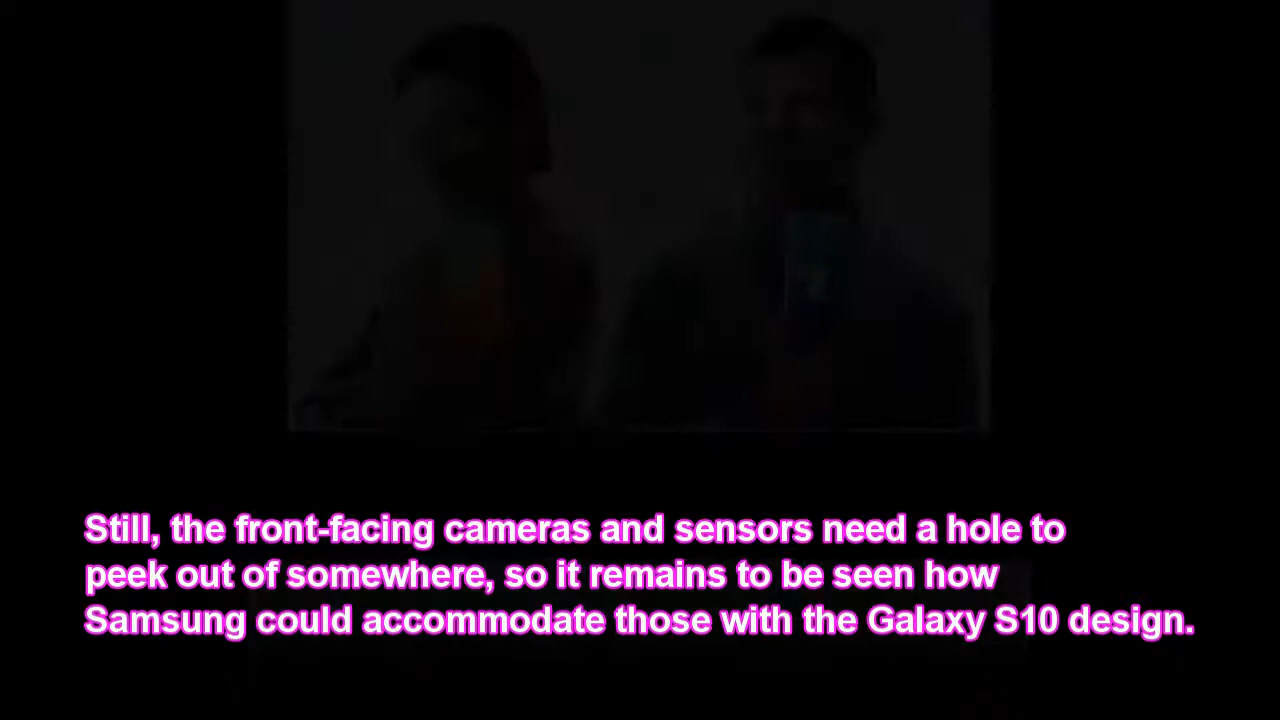 Still, the front-facing cameras and sensors need a hole to
peek out of somewhere, so it remains to be seen how
Samsung could accommodate those with the Galaxy S10 design.